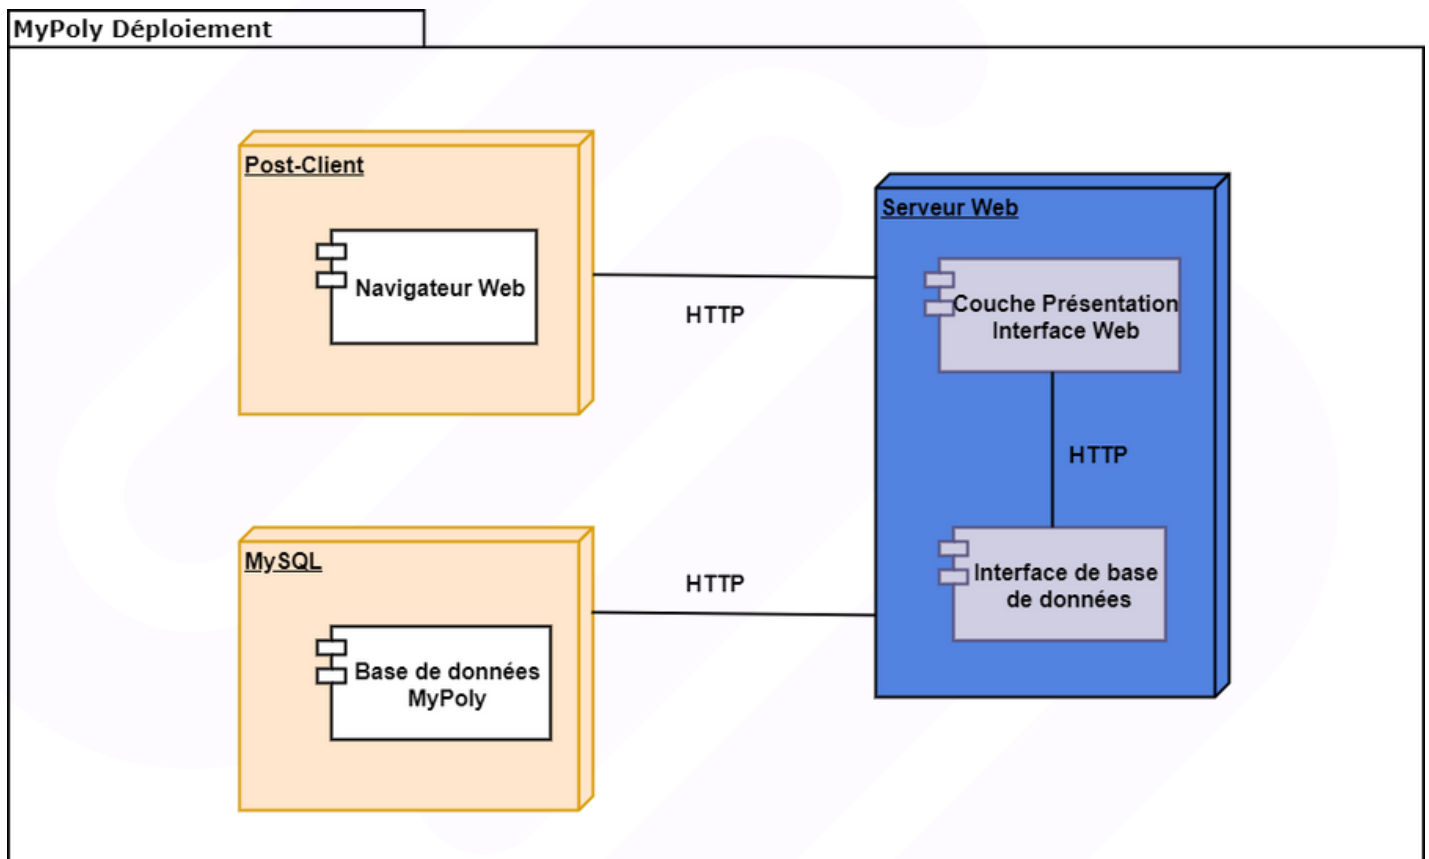 MyPoly Déploiement
Post-Client
Navigateur Web
HTTP
Serveur Web
Couche Présentation
Interface Web
HTTP
Interface de base
de données
MySQL
Base de données
MyPoly
HTTP